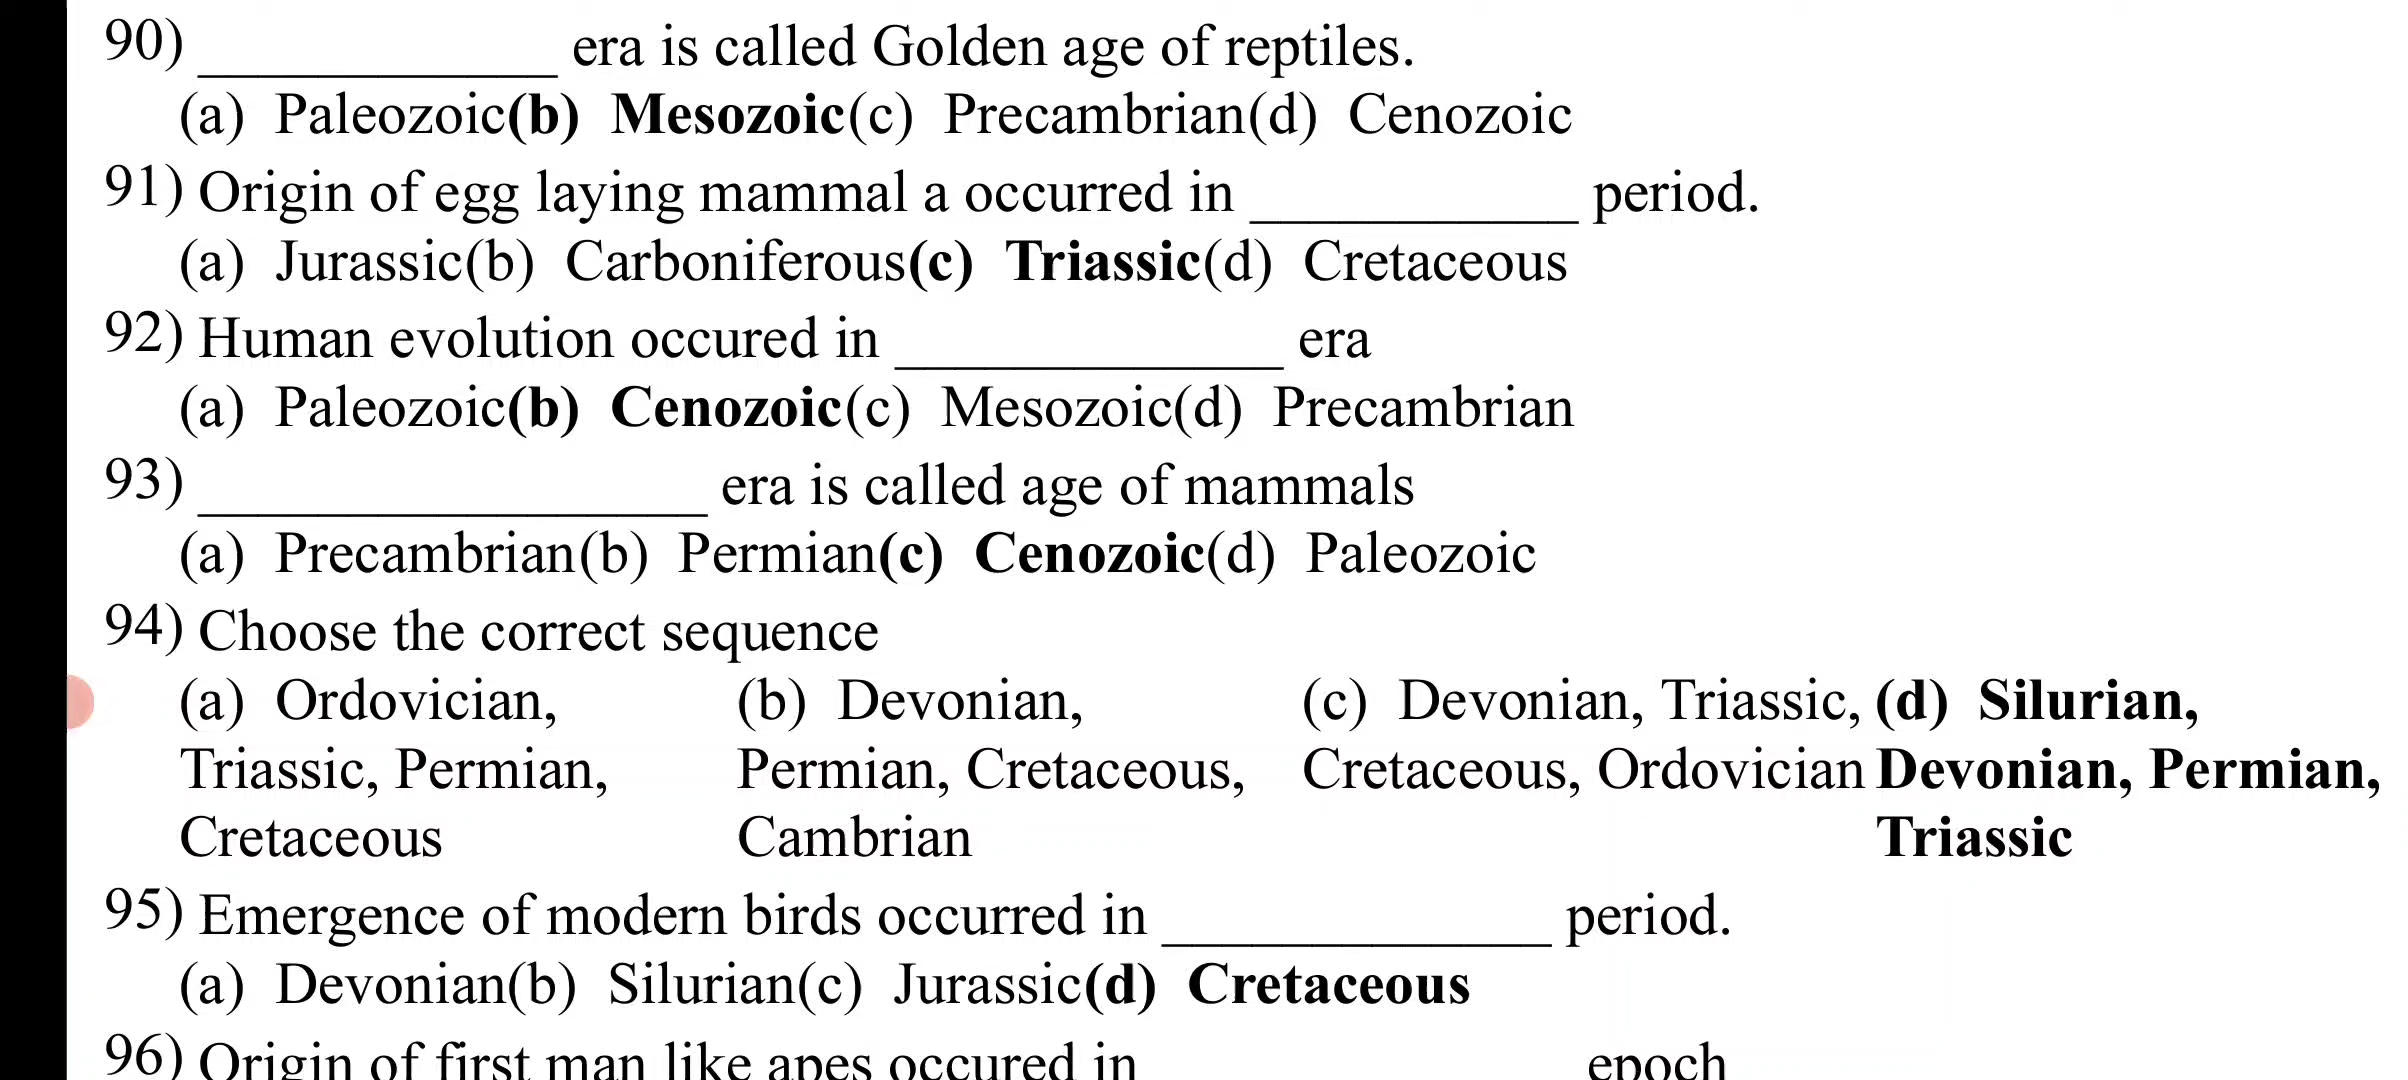 90) ____________ era is called Golden age of reptiles.
(a) Paleozoic(b) Mesozoic(c) Precambrian(d) Cenozoic
91) Origin of egg laying mammal a occurred in ___________ period.
(a) Jurassic(b) Carboniferous(c) Triassic(d) Cretaceous
92) Human evolution occured in _____________ era
(a) Paleozoic(b) Cenozoic(c) Mesozoic(d) Precambrian
93) _________________ era is called age of mammals
(a) Precambrian(b) Permian(c) Cenozoic(d) Paleozoic
94) Choose the correct sequence
(a) Ordovician,
Triassic, Permian,
Cretaceous
(b) Devonian,
Permian, Cretaceous,
Cambrian
(c) Devonian, Triassic,
Cretaceous, Ordovician
(d) Silurian,
Devonian, Permian,
Triassic
95) Emergence of modern birds occurred in _____________ period.
(a) Devonian(b) Silurian(c) Jurassic(d) Cretaceous
96) Origin of first man like apes occured in epoch